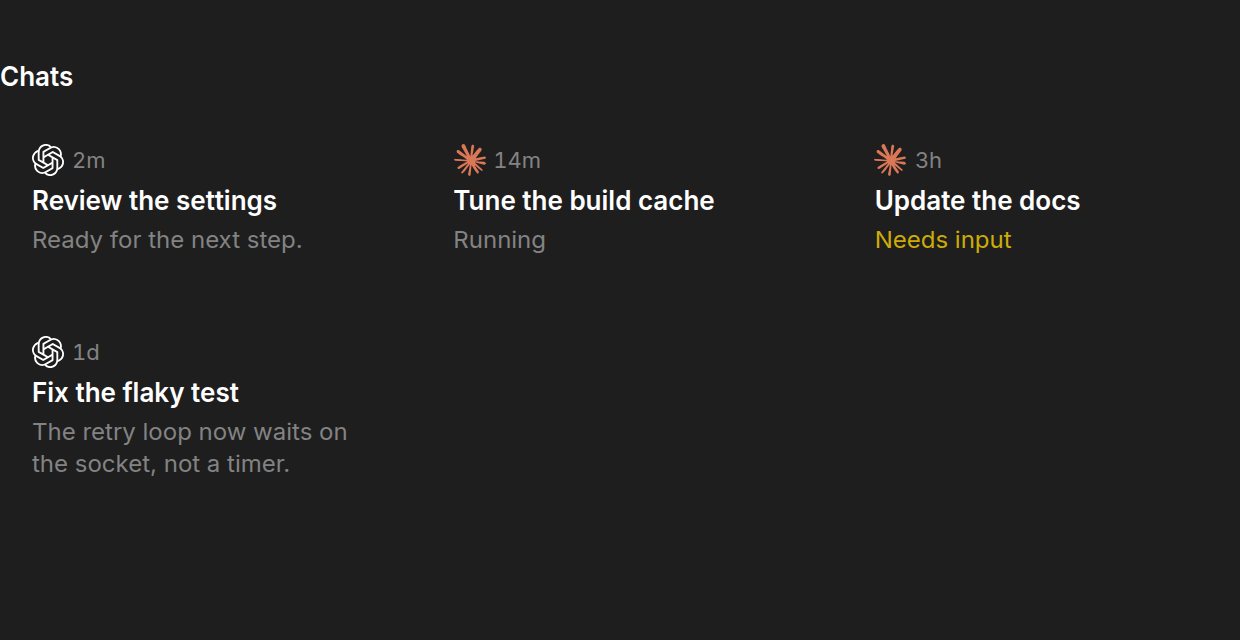 Chats
2m
Review the settings
Ready for the next step.
14m
Tune the build cache
Running
3h
Update the docs
Needs input
1d
Fix the flaky test
The retry loop now waits on
the socket, not a timer.